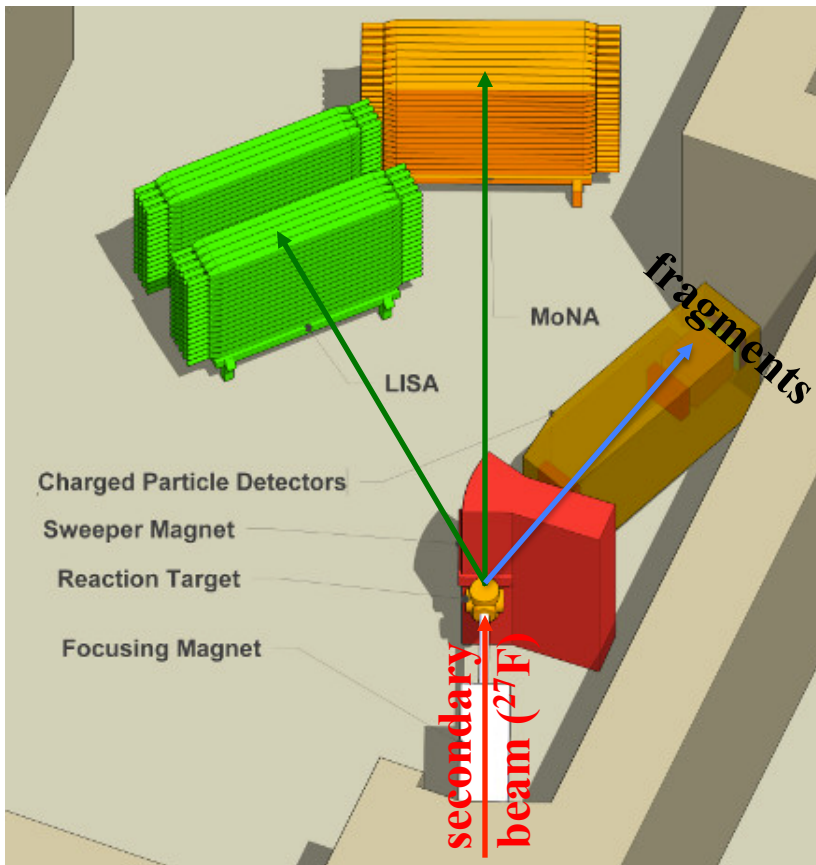 fragments
MoNA
LISA
Charged Particle Detectors
Sweeper Magnet
Reaction Target
Focusing Magnet
secondary
beam (²⁷F)